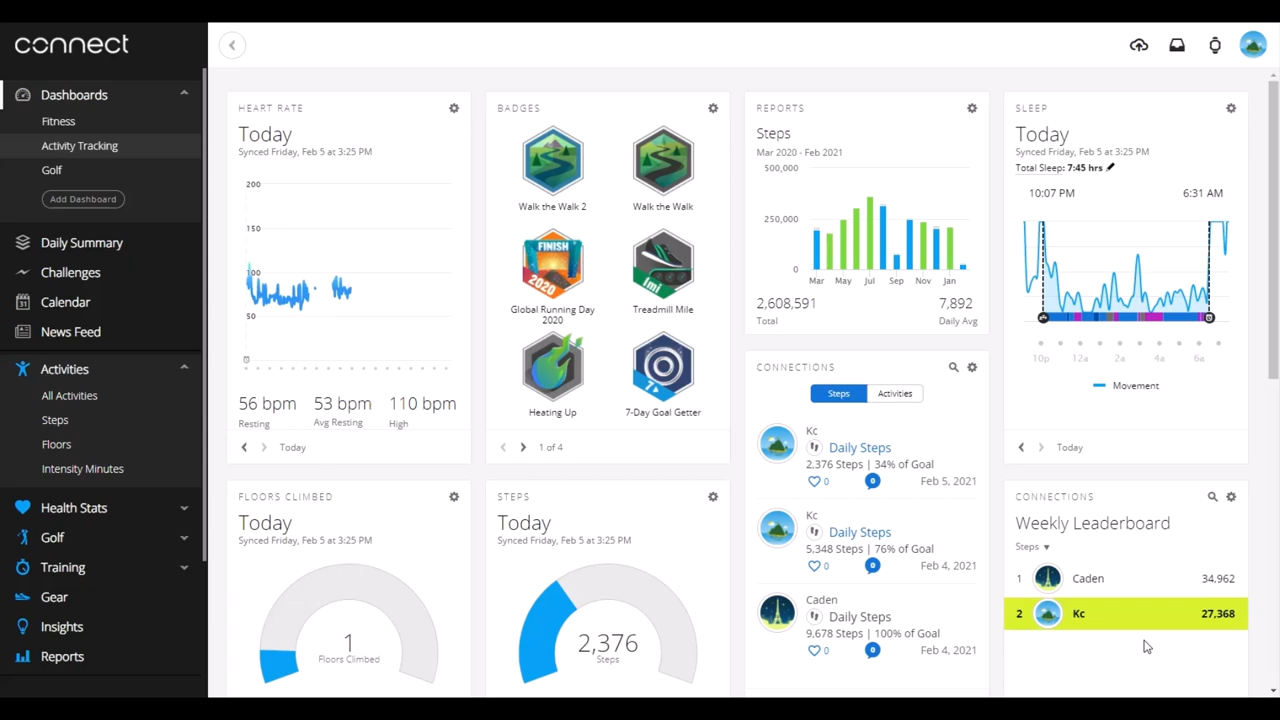 connect
Dashboards
Fitness
Activity Tracking
Golf
Add Dashboard
Daily Summary
Challenges
31
Calendar
News Feed
Activities
All Activities
Steps
Floors
Intensity Minutes
Health Stats
Golf
Training
Gear
Insights
Reports
HEART RATE
Today
Synced Friday, Feb 5 at 3:25 PM
200
150
100
50
0
56 bpm 53 bpm 110 bpm
Resting Avg Resting High
Today
BADGES
Walk the Walk 2
Walk the Walk
FINISH
2020
Global Running Day
2020
1mi
Treadmill Mile
Heating Up
7
7-Day Goal Getter
1 of 4
REPORTS
Steps
Mar 2020 - Feb 2021
500,000
250,000
0
Mar May Jul Sep Nov Jan
2,608,591 7,892
Total Daily Avg
SLEEP
Today
Synced Friday, Feb 5 at 3:25 PM
Total Sleep: 7:45 hrs
10:07 PM 6:31 AM
10p 12a 2a 4a 6a
Movement
Today
FLOORS CLIMBED
Today
Synced Friday, Feb 5 at 3:25 PM
1
Floors Climbed
STEPS
Today
Synced Friday, Feb 5 at 3:25 PM
2,376
Steps
CONNECTIONS
Steps Activities
Kc
Daily Steps
2,376 Steps | 34% of Goal
0 0 Feb 5, 2021
Kc
Daily Steps
5,348 Steps | 76% of Goal
0 0 Feb 4, 2021
Caden
Daily Steps
9,678 Steps | 100% of Goal
0 0 Feb 4, 2021
CONNECTIONS
Weekly Leaderboard
Steps
1 Caden 34,962
2 Kc 27,368